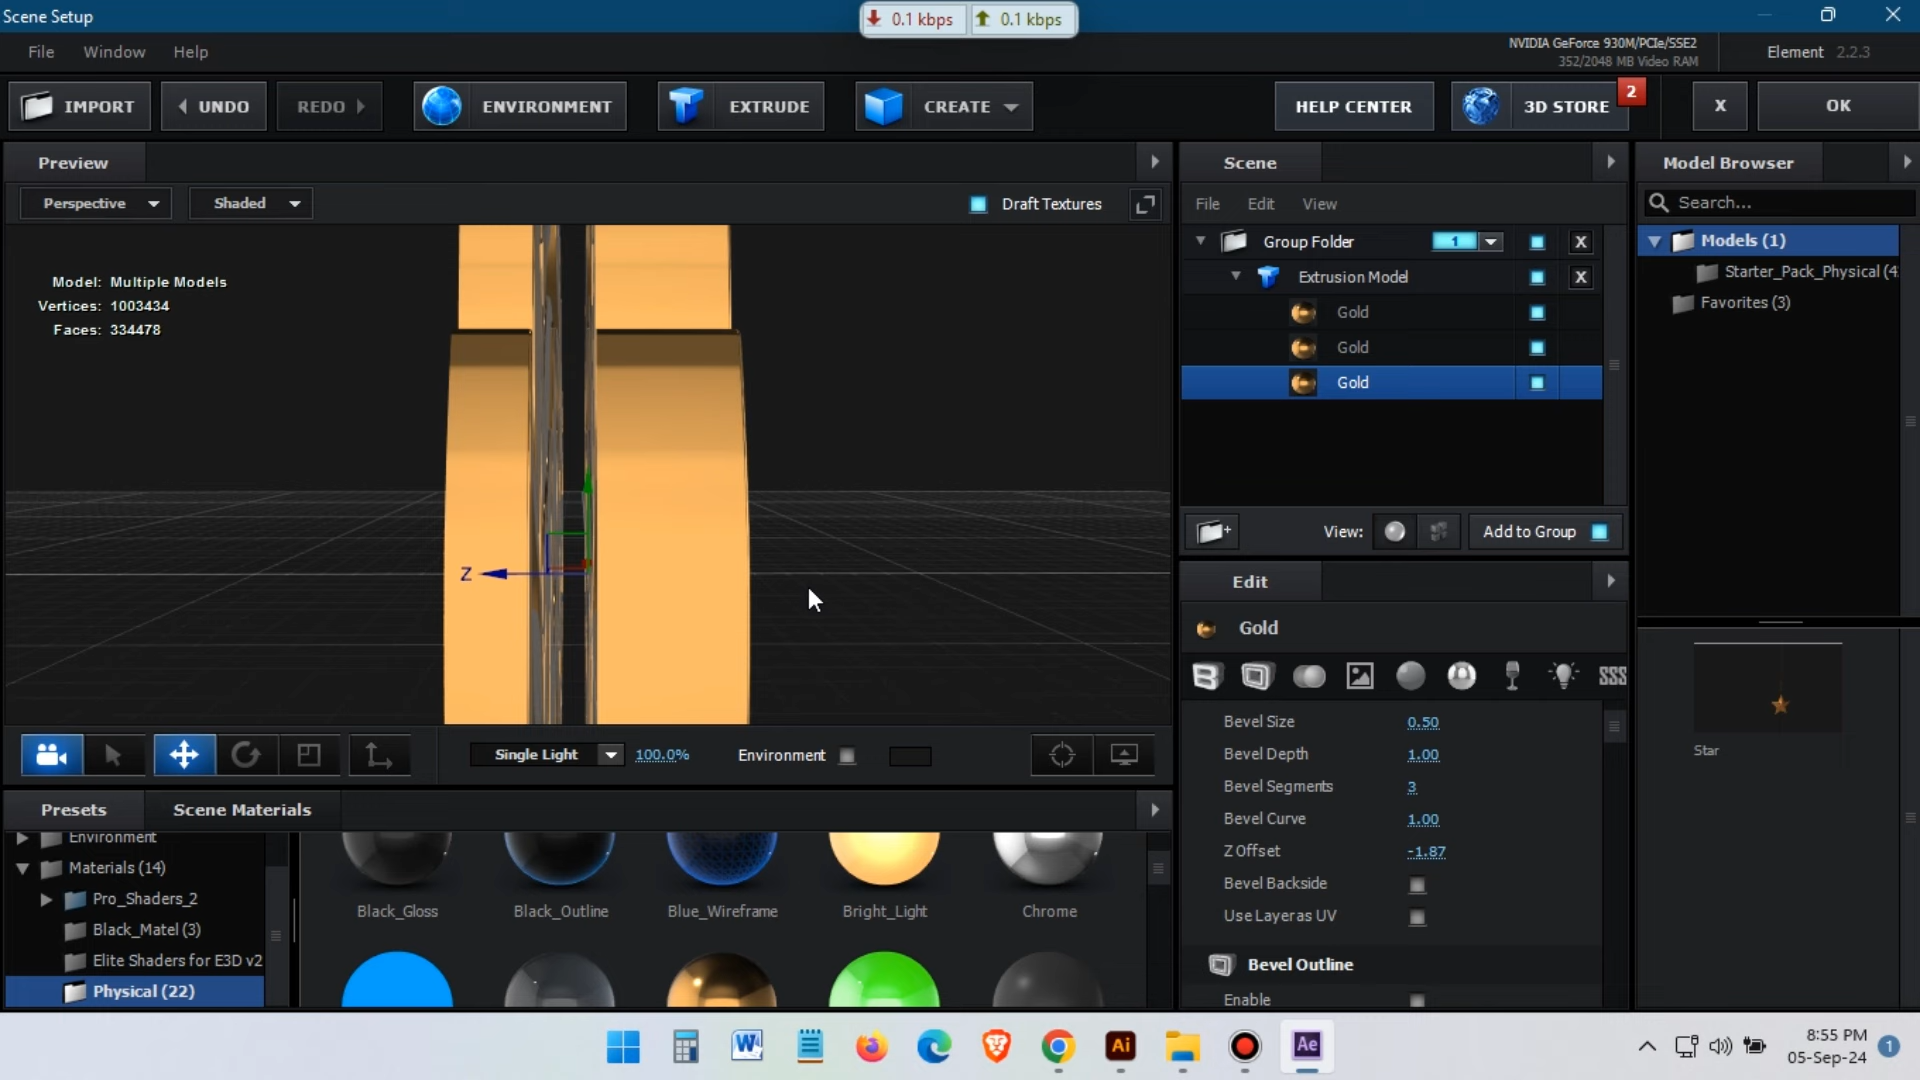 Scene Setup
0.1 kbps
0.1 kbps
File Window Help
NVIDIA GeForce 930M/PCIe/SSE2
352/2048 MB Video RAM
Element 2.2.3
IMPORT
UNDO
REDO
ENVIRONMENT
EXTRUDE
CREATE
HELP CENTER
3D STORE
2
X
OK
Preview
Perspective
Shaded
Draft Textures
Model: Multiple Models
Vertices: 1003434
Faces: 334478
Z
Single Light
100.0%
Environment
Scene
File Edit View
Group Folder
1
X
Extrusion Model
X
Gold
Gold
Gold
View:
Add to Group
Edit
Gold
SSS
Bevel Size 0.50
Bevel Depth 1.00
Bevel Segments 3
Bevel Curve 1.00
Z Offset -1.87
Bevel Backside
Use Layer as UV
Bevel Outline
Enable
Model Browser
Search...
Models (1)
Starter_Pack_Physical (4
Favorites (3)
Star
Presets
Scene Materials
Environment
Materials (14)
Pro_Shaders_2
Black_Matel (3)
Elite Shaders for E3D v2
Physical (22)
Black_Gloss
Black_Outline
Blue_Wireframe
Bright_Light
Chrome
W
Ai
Ae
8:55 PM
05-Sep-24
1